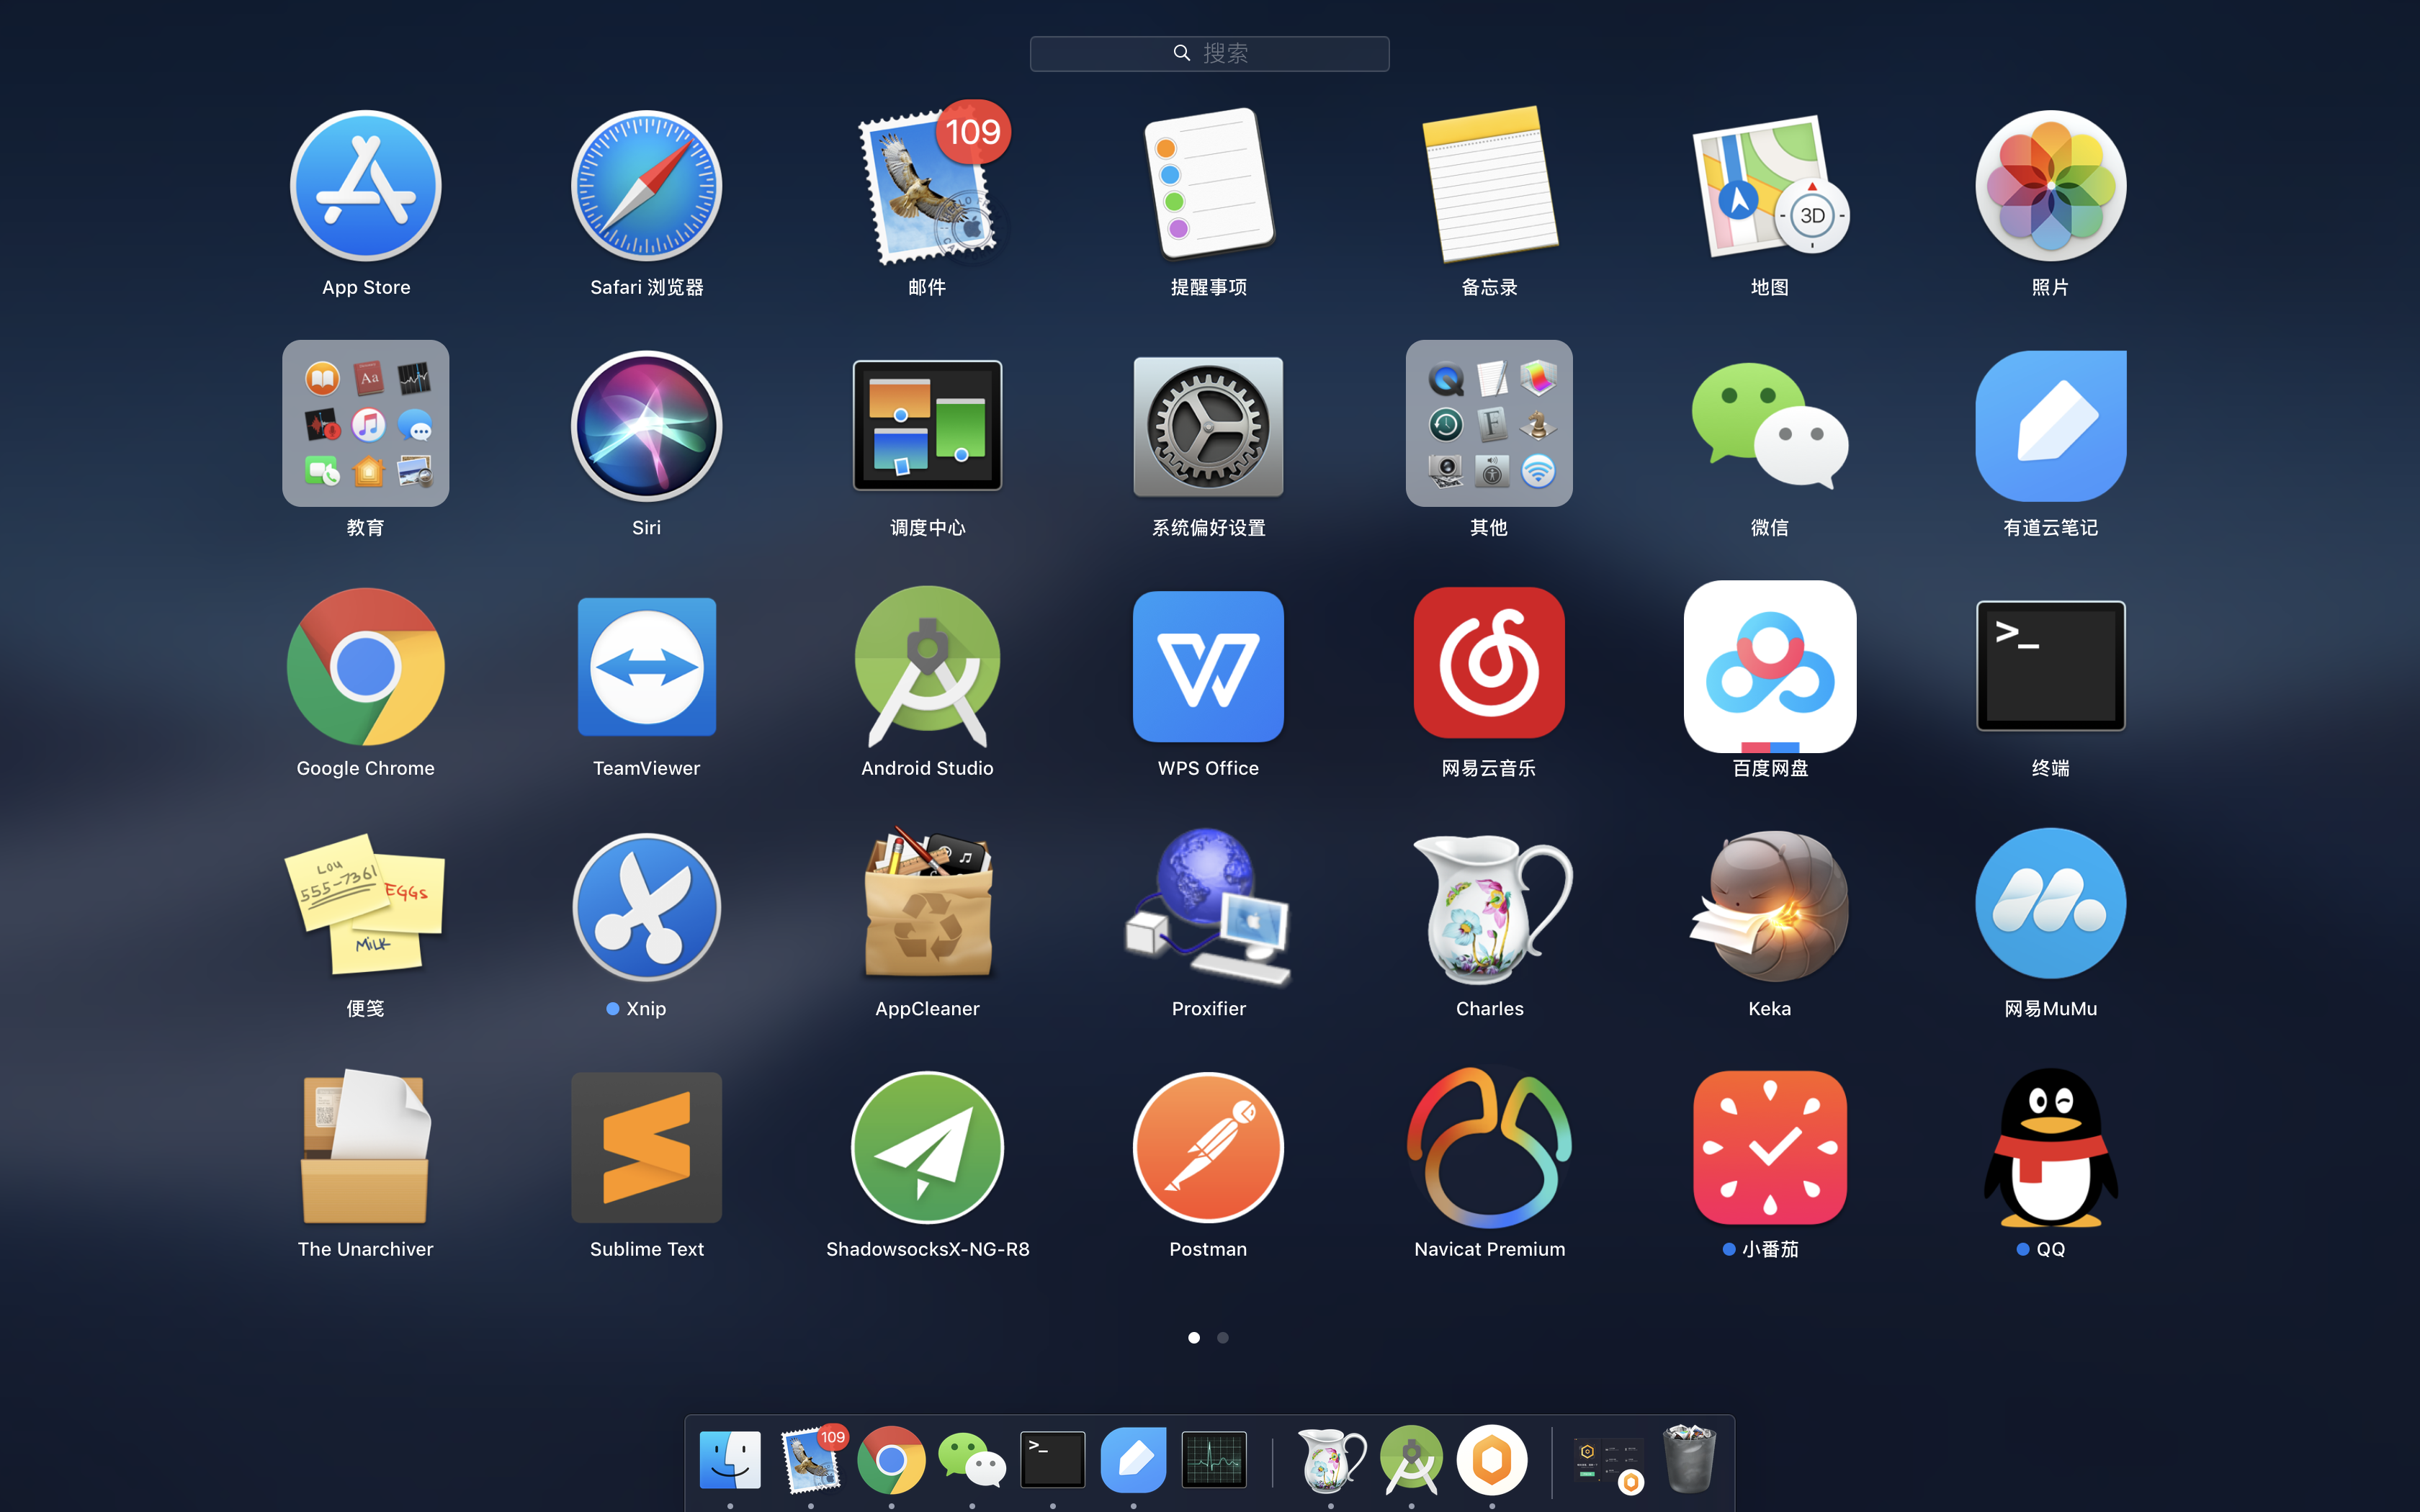 搜索
109
3D
App Store
Safari 浏览器
邮件
提醒事项
备忘录
地图
照片
Aa
F
教育
Siri
调度中心
系统偏好设置
其他
微信
有道云笔记
>_
Google Chrome
TeamViewer
Android Studio
WPS Office
网易云音乐
百度网盘
终端
Lou
555-7361
EGGs
MiLK
便笺
Xnip
AppCleaner
Proxifier
Charles
Keka
网易MuMu
The Unarchiver
Sublime Text
ShadowsocksX-NG-R8
Postman
Navicat Premium
小番茄
QQ
109
>_